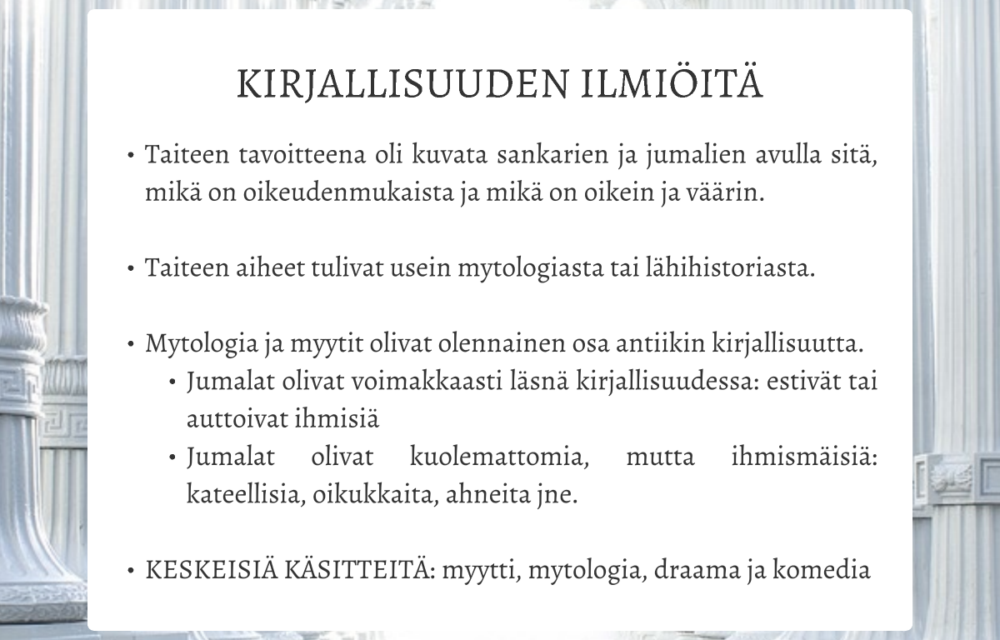 KIRJALLISUUDEN ILMIÖITÄ
• Taiteen tavoitteena oli kuvata sankarien ja jumalien avulla sitä,
mikä on oikeudenmukaista ja mikä on oikein ja väärin.
• Taiteen aiheet tulivat usein mytologiasta tai lähihistoriasta.
• Mytologia ja myytit olivat olennainen osa antiikin kirjallisuutta.
• Jumalat olivat voimakkaasti läsnä kirjallisuudessa: estivät tai
auttoivat ihmisiä
• Jumalat olivat kuolemattomia, mutta ihmismäisiä:
kateellisia, oikukkaita, ahneita jne.
• KESKEISIÄ KÄSITTEITÄ: myytti, mytologia, draama ja komedia